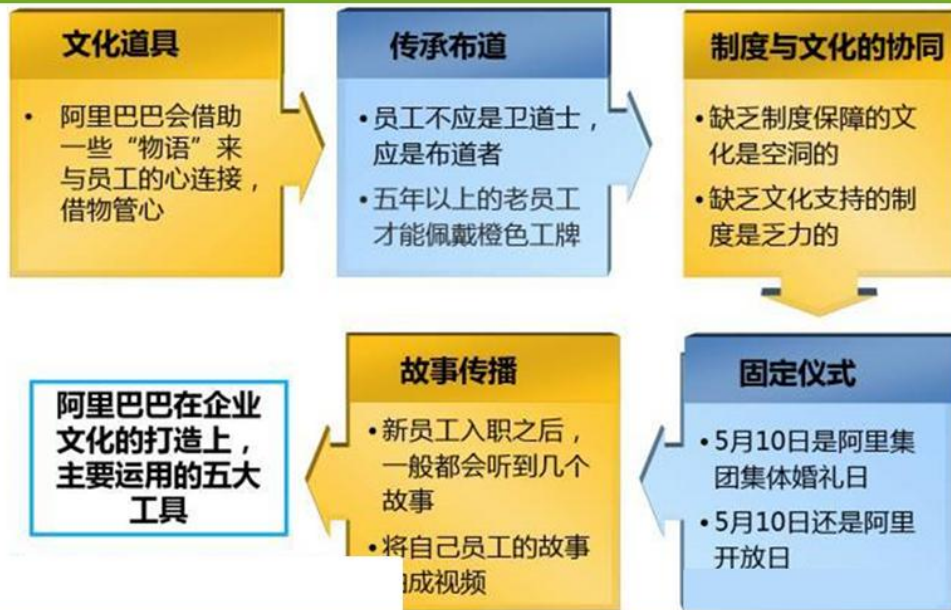 文化道具
• 阿里巴巴会借助
一些“物语”来
与员工的心连接，
借物管心
传承布道
•员工不应是卫道士，
应是布道者
•五年以上的老员工
才能佩戴橙色工牌
制度与文化的协同
•缺乏制度保障的文
化是空洞的
•缺乏文化支持的制
度是乏力的
固定仪式
•5月10日是阿里集
团集体婚礼日
•5月10日还是阿里
开放日
故事传播
•新员工入职之后，
一般都会听到几个
故事
•将自己员工的故事
成视频
阿里巴巴在企业
文化的打造上，
主要运用的五大
工具